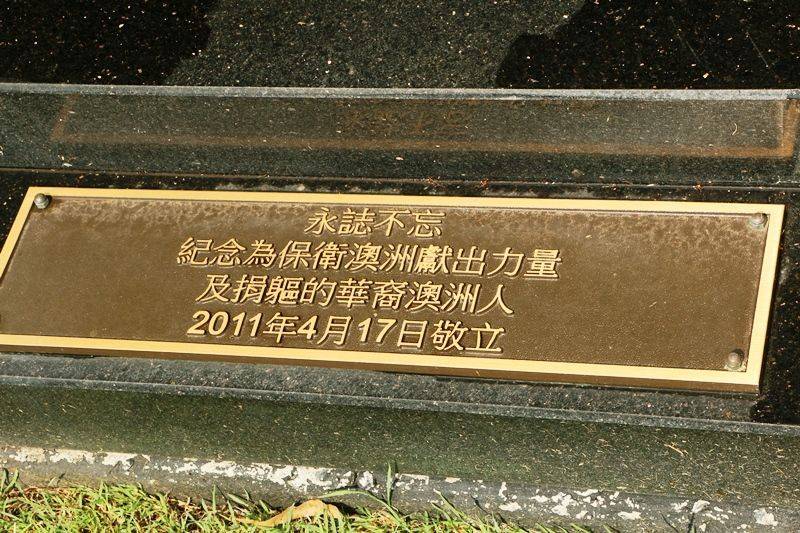 永誌不忘
紀念為保衛澳洲獻出力量
及捐軀的華裔澳洲人
2011年4月17日敬立